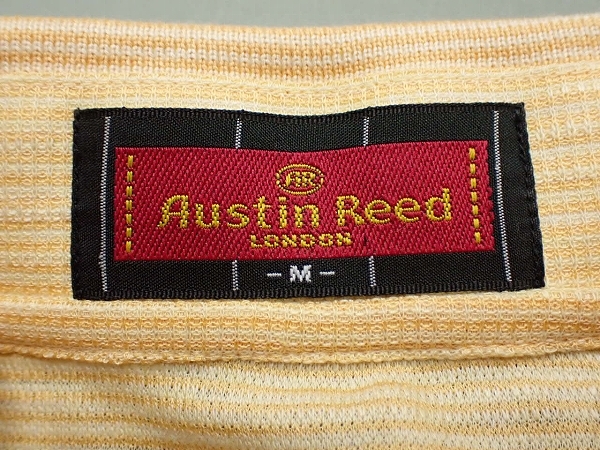 AR
Austin Reed
LONDON
- M -